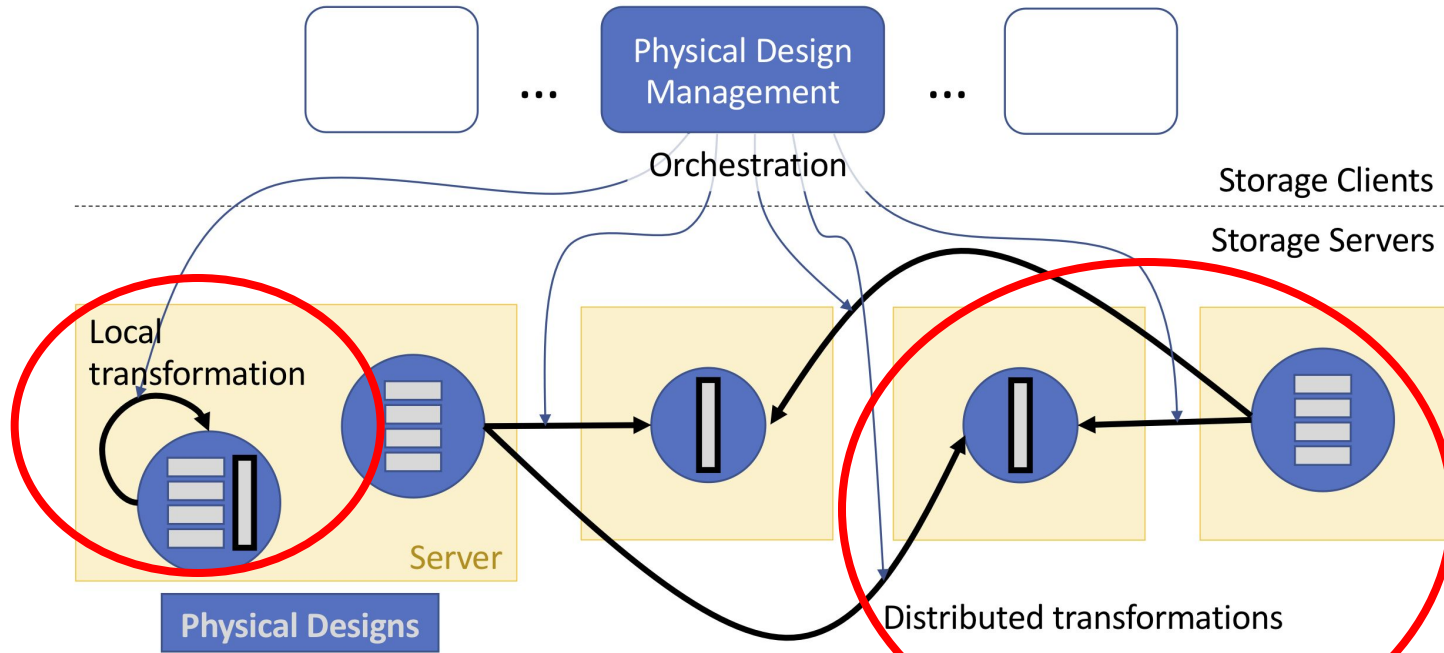 Physical Design
Management
...
...
Orchestration
Storage Clients
Storage Servers
Local
transformation
Server
Physical Designs
Distributed transformations